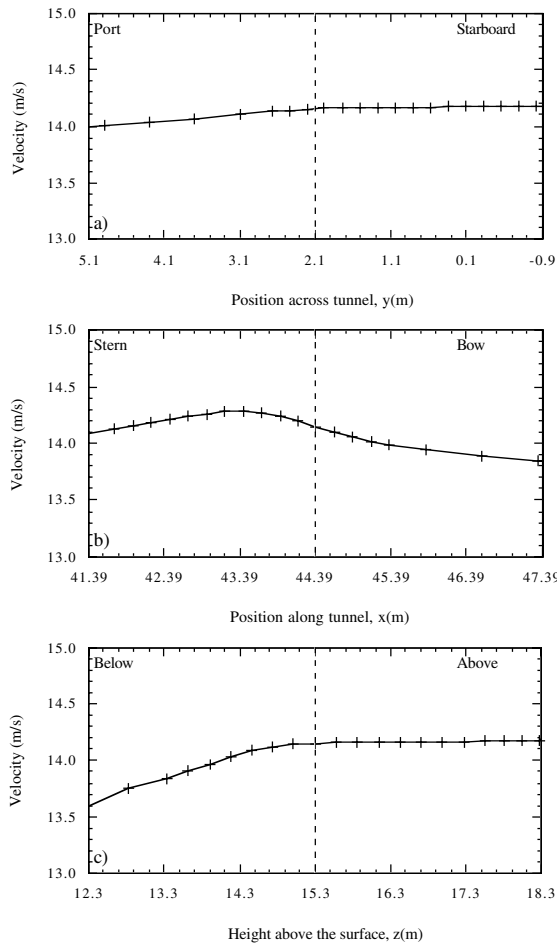 15.0
Port Starboard
14.5
14.0
13.5
13.0
a)
5.1 4.1 3.1 2.1 1.1 0.1 -0.9
Velocity (m/s)
Position across tunnel, y(m)
15.0
Stern Bow
14.5
14.0
13.5
13.0
b)
41.39 42.39 43.39 44.39 45.39 46.39 47.39
Velocity (m/s)
Position along tunnel, x(m)
15.0
Below Above
14.5
14.0
13.5
13.0
c)
12.3 13.3 14.3 15.3 16.3 17.3 18.3
Velocity (m/s)
Height above the surface, z(m)